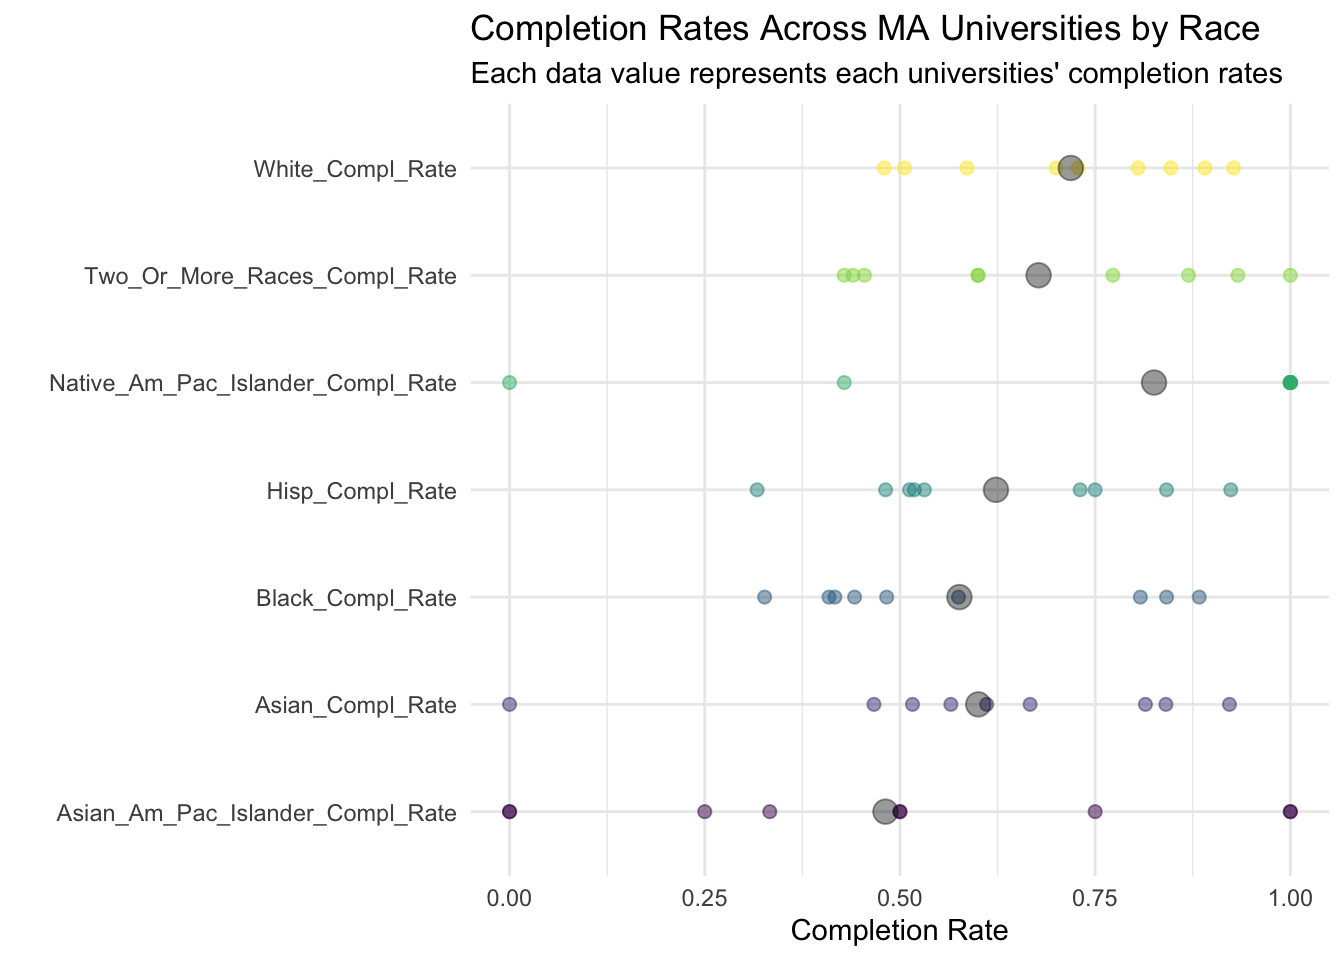 Completion Rates Across MA Universities by Race
Each data value represents each universities' completion rates
White_Compl_Rate
Two_Or_More_Races_Compl_Rate
Native_Am_Pac_Islander_Compl_Rate
Hisp_Compl_Rate
Black_Compl_Rate
Asian_Compl_Rate
Asian_Am_Pac_Islander_Compl_Rate
0.00 0.25 0.50 0.75 1.00
Completion Rate